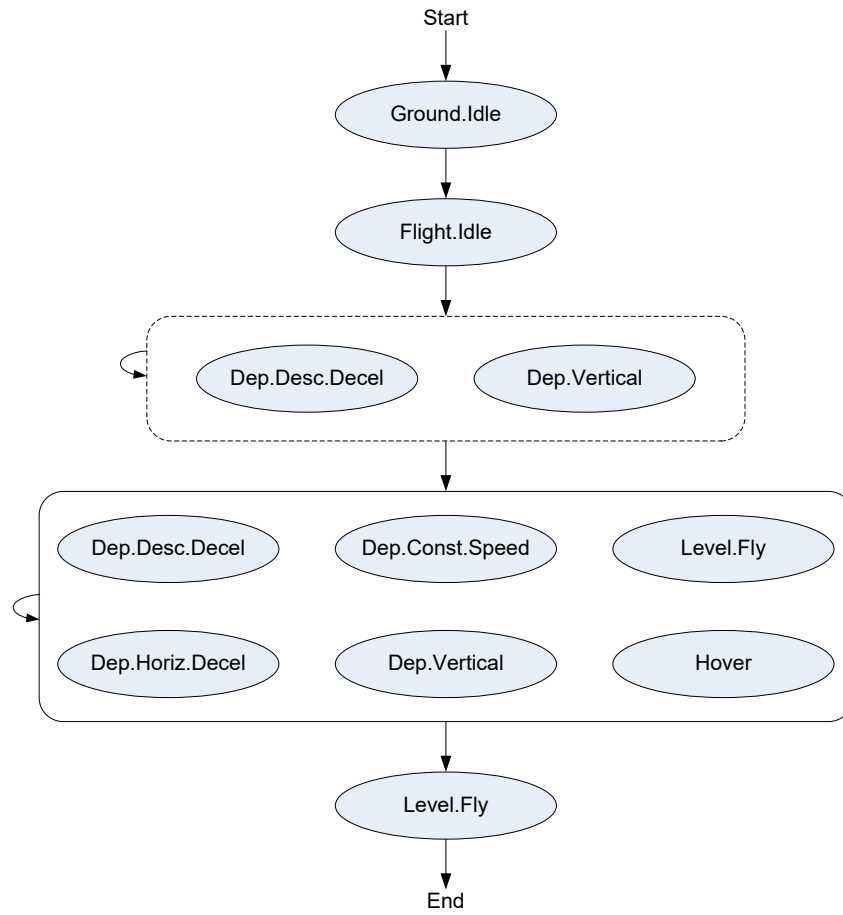 Start
Ground.Idle
Flight.Idle
Dep.Desc.Decel
Dep.Vertical
Dep.Desc.Decel
Dep.Const.Speed
Level.Fly
Dep.Horiz.Decel
Dep.Vertical
Hover
Level.Fly
End